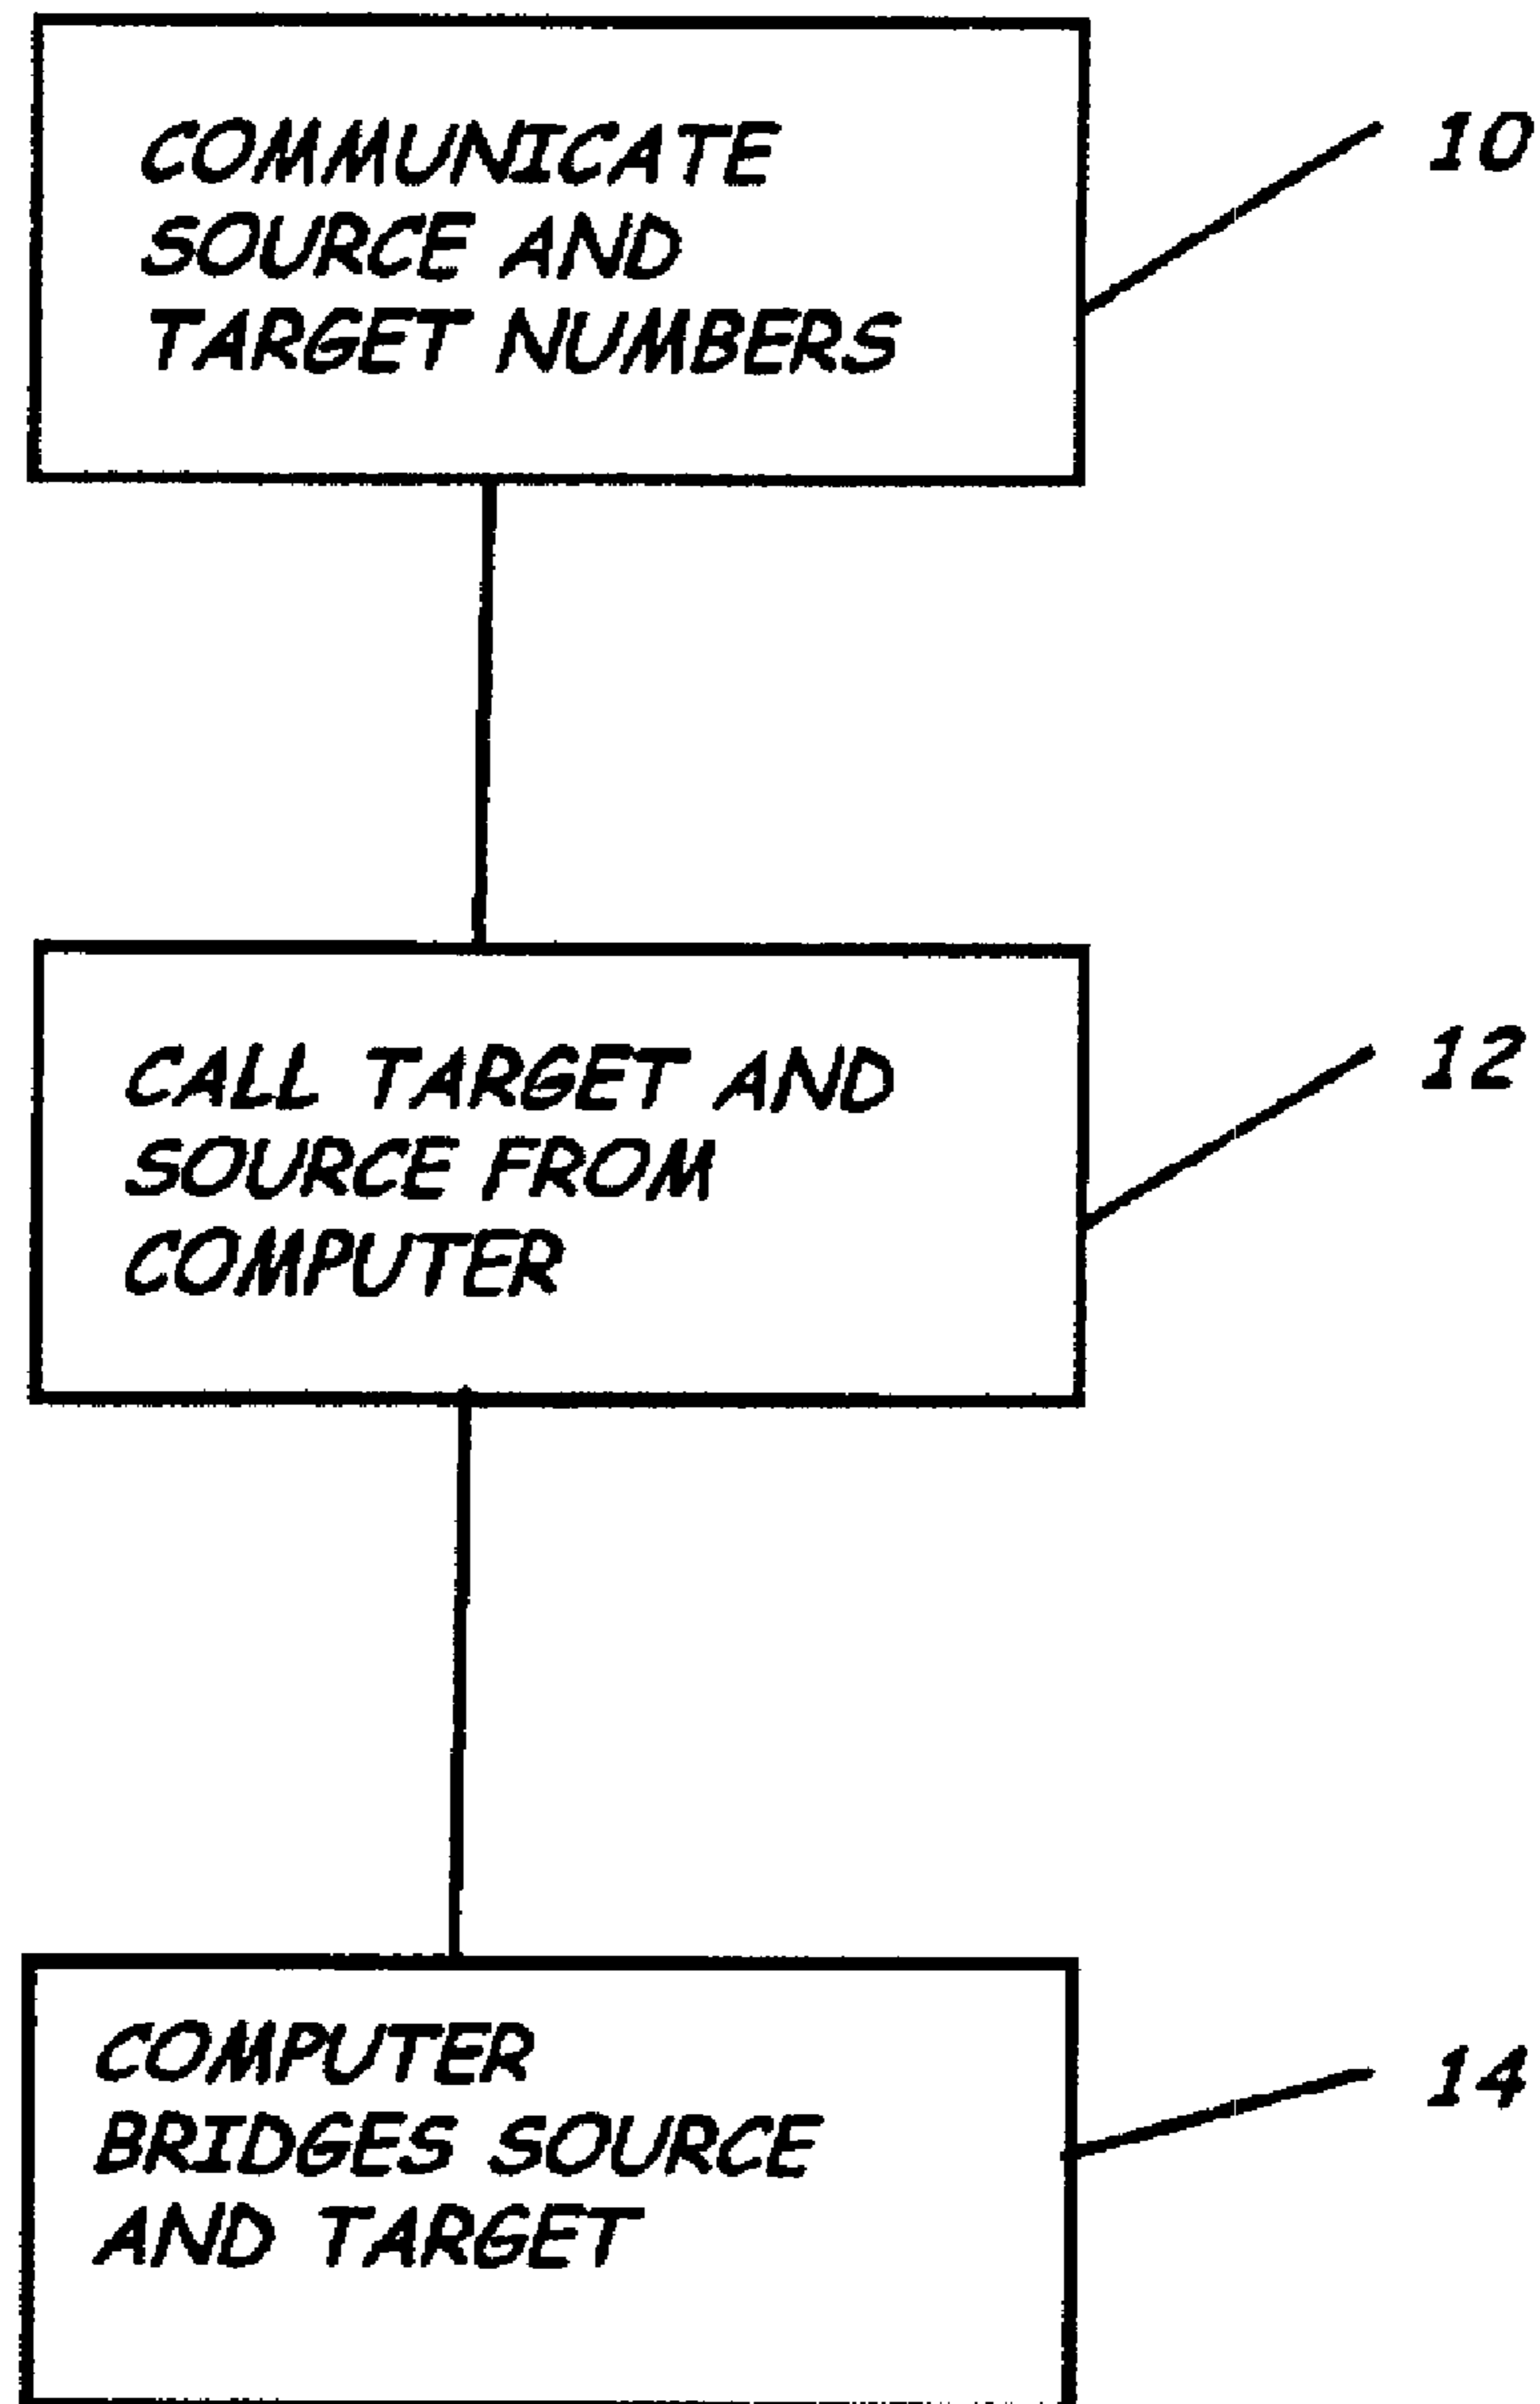 COMMUNICATE
SOURCE AND
TARGET NUMBERS
10
CALL TARGET AND
SOURCE FROM
COMPUTER
12
COMPUTER
BRIDGES SOURCE
AND TARGET
14